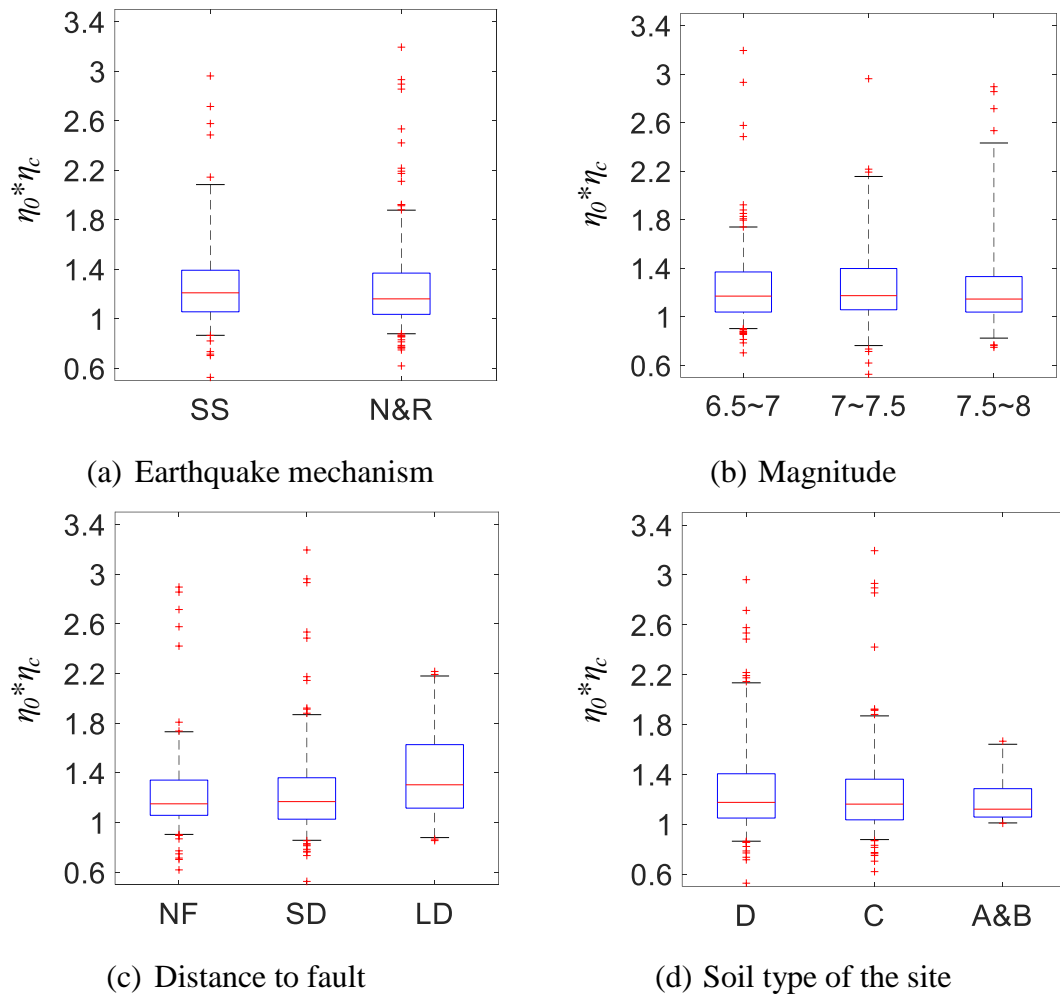 3.4
3
2.6
2.2
1.8
1.4
1
0.6
η₀*η꜀
SS N&R
(a) Earthquake mechanism
3.4
3
2.6
2.2
1.8
1.4
1
0.6
η₀*η꜀
6.5~7 7~7.5 7.5~8
(b) Magnitude
3.4
3
2.6
2.2
1.8
1.4
1
0.6
η₀*η꜀
NF SD LD
(c) Distance to fault
3.4
3
2.6
2.2
1.8
1.4
1
0.6
η₀*η꜀
D C A&B
(d) Soil type of the site